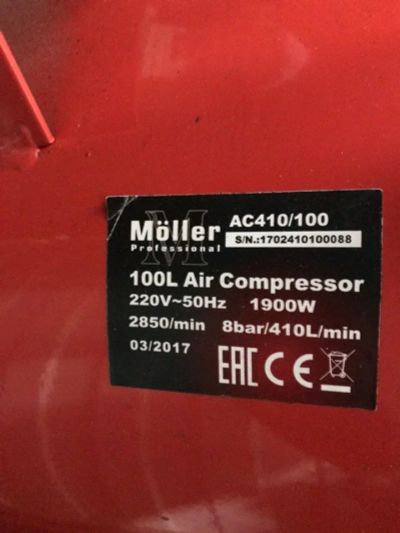 Möller
Professional
AC410/100
S/N.:1702410100088
100L Air Compressor
220V~50Hz 1900W
2850/min 8bar/410L/min
03/2017
EAC CE